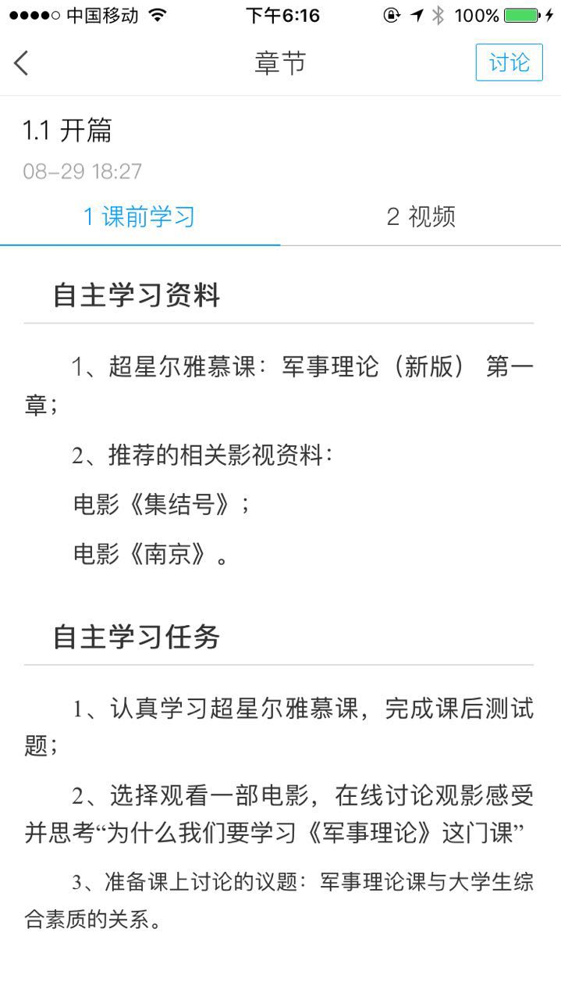 中国移动 下午6:16 100%
章节 讨论
1.1 开篇
08-29 18:27
1 课前学习 2 视频
自主学习资料
1、超星尔雅慕课：军事理论（新版） 第一
章；
2、推荐的相关影视资料：
电影《集结号》；
电影《南京》。
自主学习任务
1、认真学习超星尔雅慕课，完成课后测试
题；
2、选择观看一部电影，在线讨论观影感受
并思考“为什么我们要学习《军事理论》这门课”
3、准备课上讨论的议题：军事理论课与大学生综
合素质的关系。